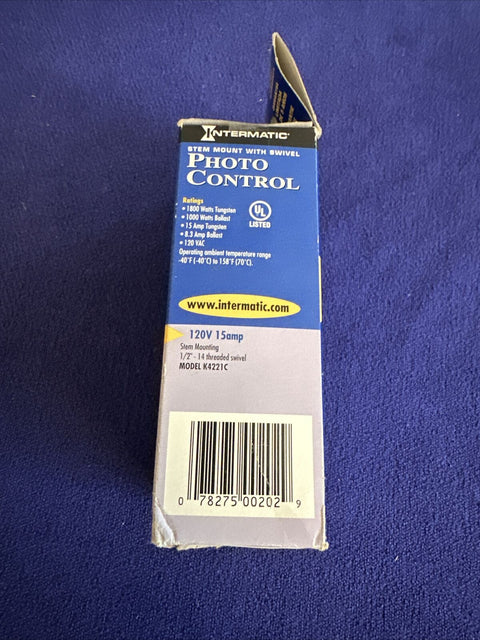 INTERMATIC
STEM MOUNT WITH SWIVEL
PHOTO
CONTROL
Ratings
• 1800 Watts Tungsten
• 1000 Watts Ballast
• 15 Amp Tungsten
• 8.3 Amp Ballast
• 120 VAC
UL
LISTED
Operating ambient temperature range
-40°F (-40°C) to 158°F (70°C).
www.intermatic.com
120V 15amp
Stem Mounting
1/2" - 14 threaded swivel
MODEL K4221C
0 78275 00202 9